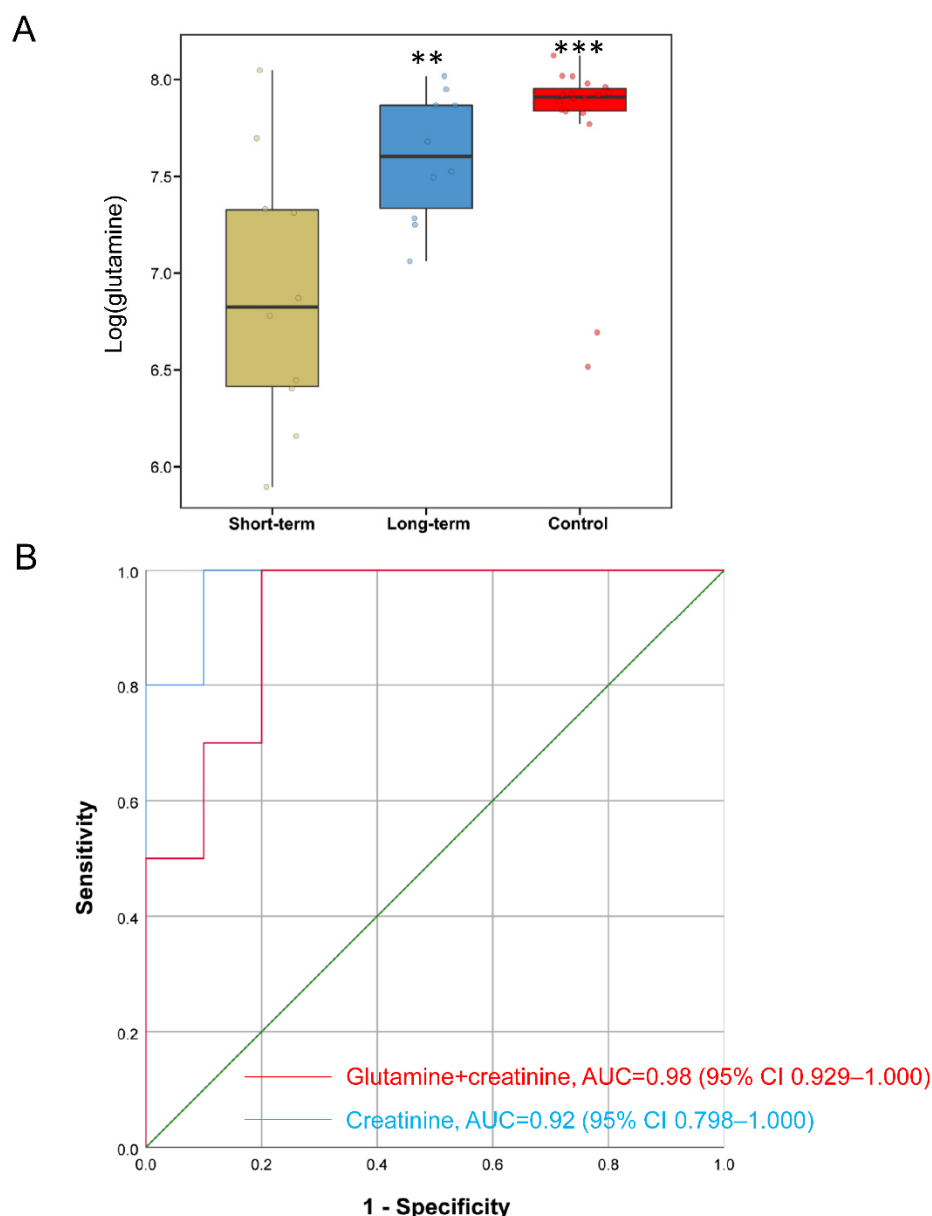 A
** ***
8.0
7.5
7.0
6.5
6.0
Log(glutamine)
Short-term Long-term Control
B
1.0
0.8
0.6
0.4
0.2
0.0
Sensitivity
Glutamine+creatinine, AUC=0.98 (95% CI 0.929–1.000)
Creatinine, AUC=0.92 (95% CI 0.798–1.000)
0.0 0.2 0.4 0.6 0.8 1.0
1 - Specificity